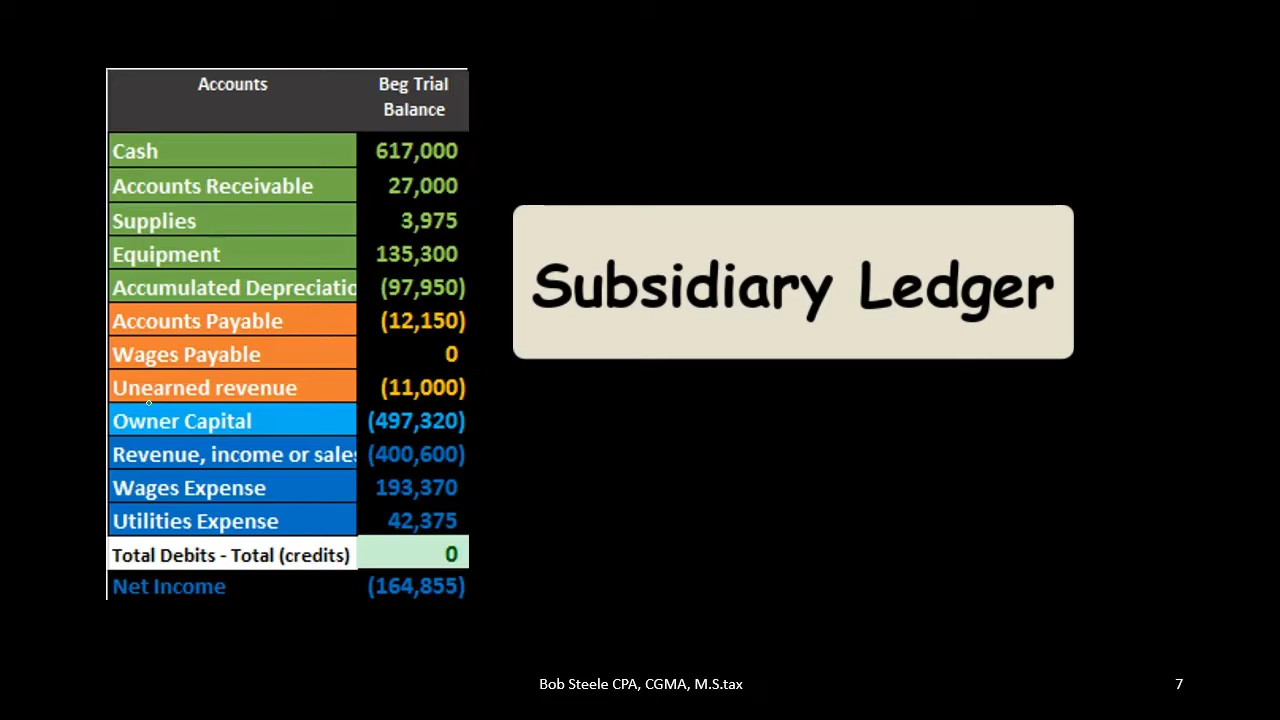 Accounts Beg Trial
Balance
Cash 617,000
Accounts Receivable 27,000
Supplies 3,975
Equipment 135,300
Accumulated Depreciatio (97,950)
Accounts Payable (12,150)
Wages Payable 0
Unearned revenue (11,000)
Owner Capital (497,320)
Revenue, income or sales (400,600)
Wages Expense 193,370
Utilities Expense 42,375
Total Debits - Total (credits) 0
Net Income (164,855)
Subsidiary Ledger
Bob Steele CPA, CGMA, M.S.tax 7